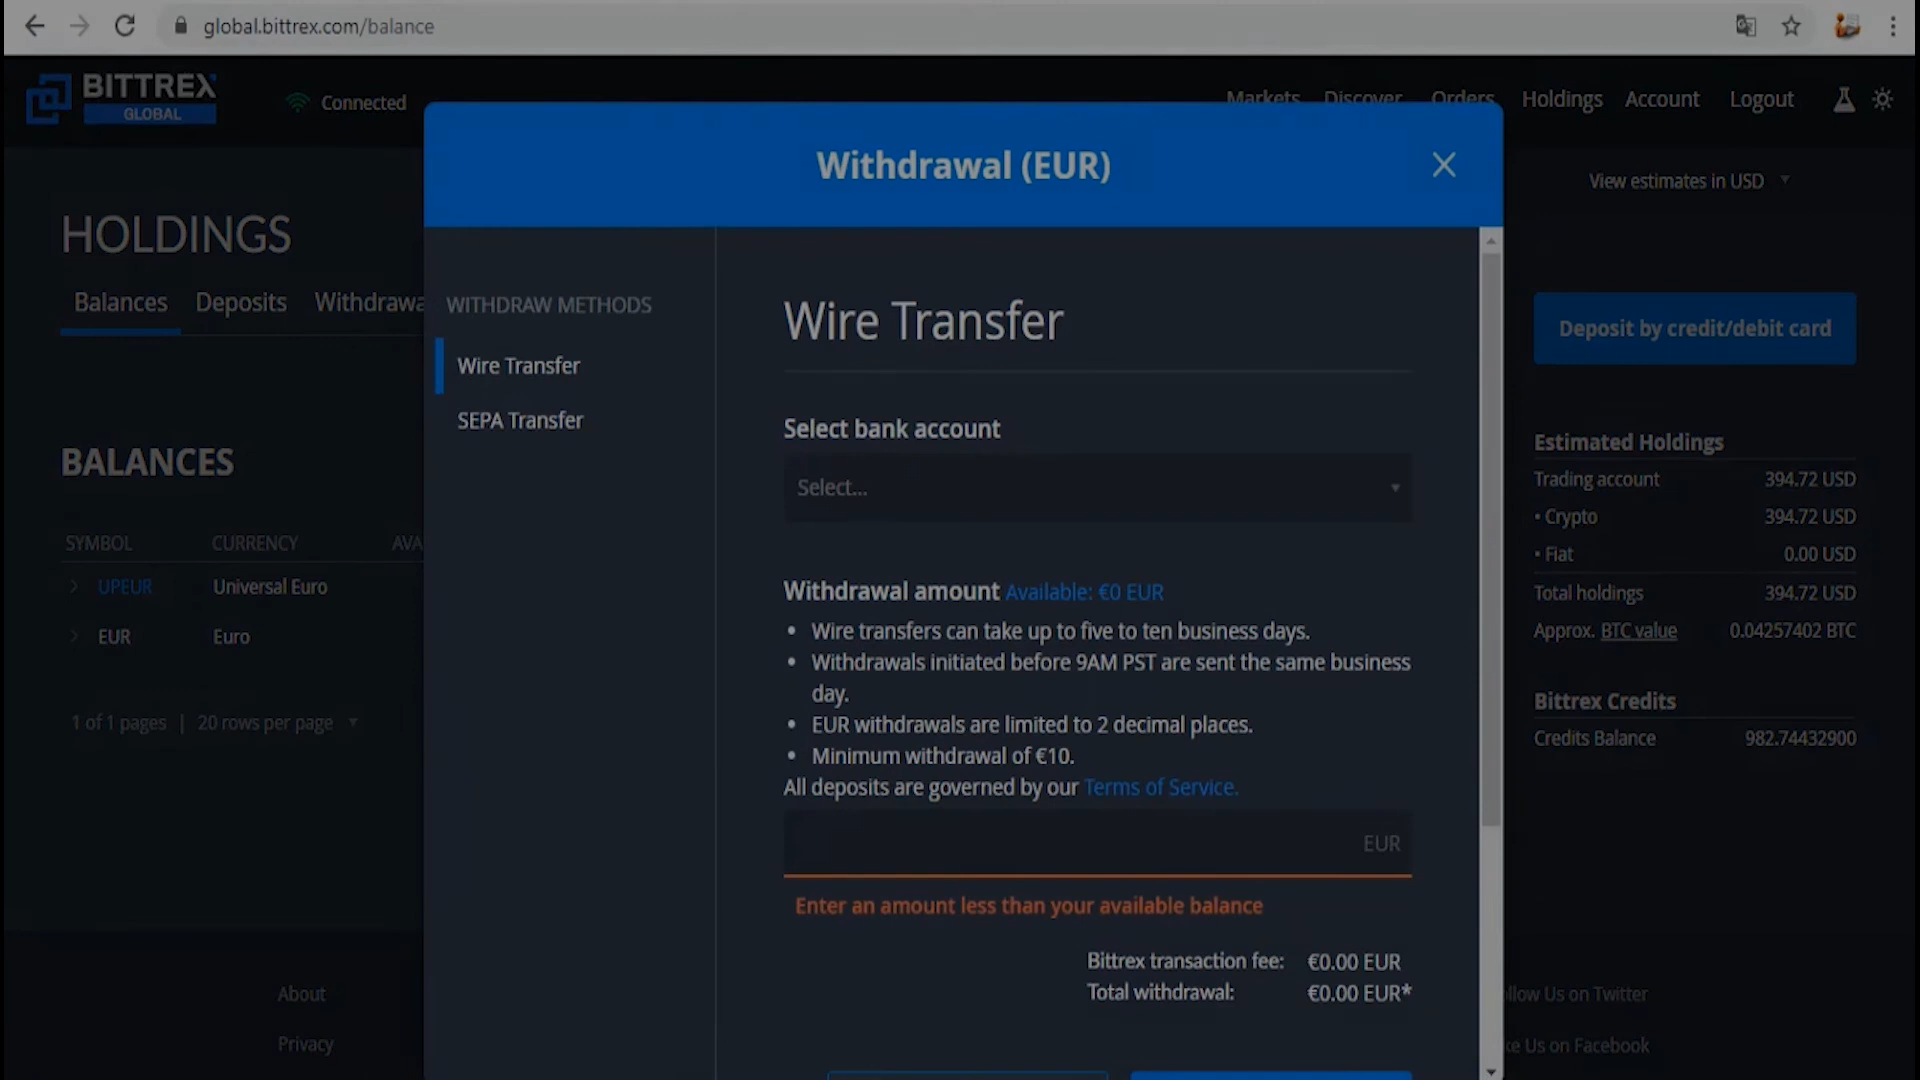 global.bittrex.com/balance
BITTREX
GLOBAL
Connected
Markets Discover Orders Holdings Account Logout
Withdrawal (EUR)
View estimates in USD
HOLDINGS
Balances Deposits Withdrawa
WITHDRAW METHODS
Wire Transfer
SEPA Transfer
BALANCES
SYMBOL CURRENCY AVA
UPEUR Universal Euro
EUR Euro
1 of 1 pages | 20 rows per page
Wire Transfer
Select bank account
Select...
Withdrawal amount Available: €0 EUR
• Wire transfers can take up to five to ten business days.
• Withdrawals initiated before 9AM PST are sent the same business
day.
• EUR withdrawals are limited to 2 decimal places.
• Minimum withdrawal of €10.
All deposits are governed by our Terms of Service.
EUR
Enter an amount less than your available balance
Bittrex transaction fee: €0.00 EUR
Total withdrawal: €0.00 EUR*
Deposit by credit/debit card
Estimated Holdings
Trading account 394.72 USD
• Crypto 394.72 USD
• Fiat 0.00 USD
Total holdings 394.72 USD
Approx. BTC value 0.04257402 BTC
Bittrex Credits
Credits Balance 982.74432900
About
Privacy
llow Us on Twitter
ke Us on Facebook